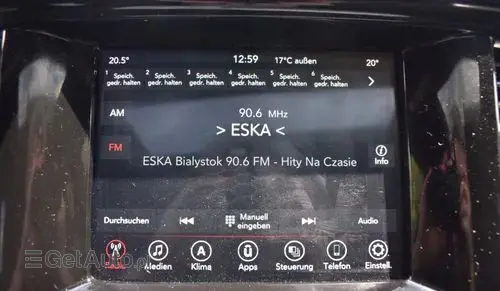 20.5° 12:59 17°C außen 20°
1 Speich. gedr. halten 2 Speich. gedr. halten 3 Speich. gedr. halten 4 Speich. gedr. halten 5 Speich. gedr. halten 6 Speich. gedr. halten
AM 90.6 MHz
> ESKA <
FM
Info
ESKA Bialystok 90.6 FM - Hity Na Czasie
Durchsuchen Manuell eingeben Audio
A
Medien Klima Apps Steuerung Telefon Einstell.
GetAuto